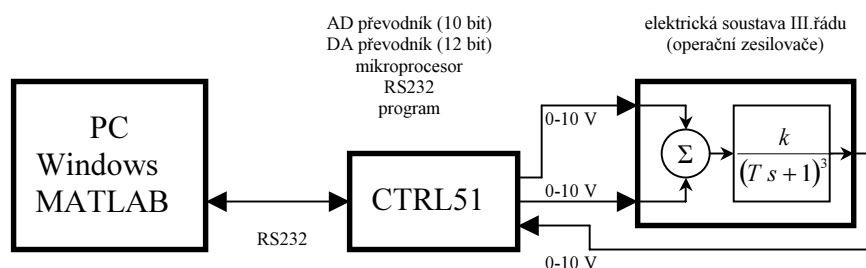 AD převodník (10 bit)
DA převodník (12 bit)
mikroprocesor
RS232
program
elektrická soustava III.řádu
(operační zesilovače)
PC
Windows
MATLAB
RS232
CTRL51
0-10 V
0-10 V
0-10 V
Σ
k
(T s + 1)³